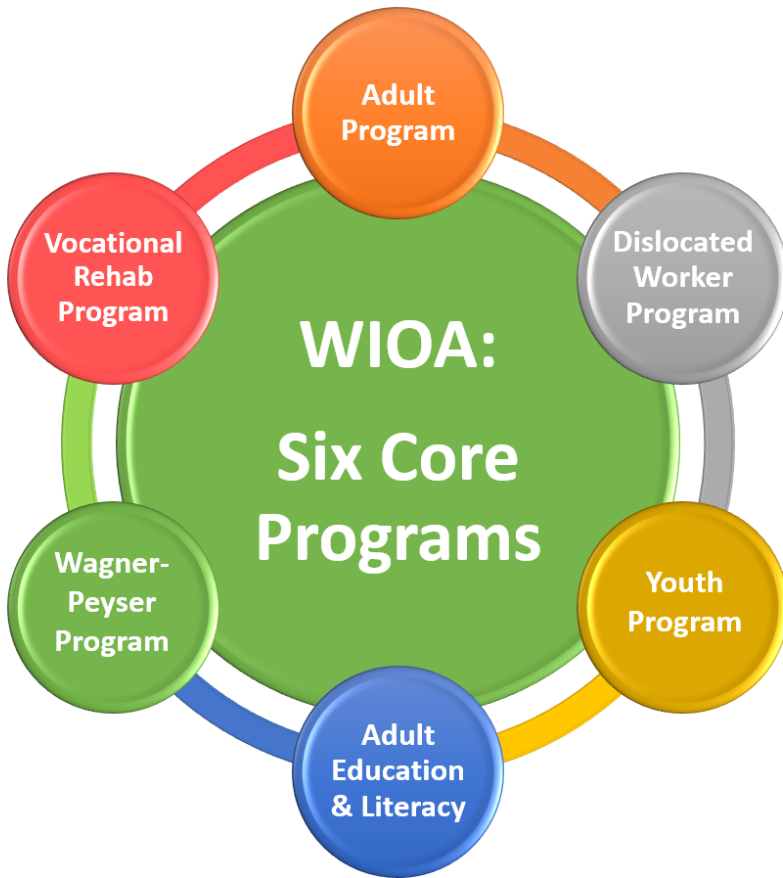 WIOA:
Six Core
Programs
Adult
Program
Dislocated
Worker
Program
Youth
Program
Adult
Education
& Literacy
Wagner-
Peyser
Program
Vocational
Rehab
Program